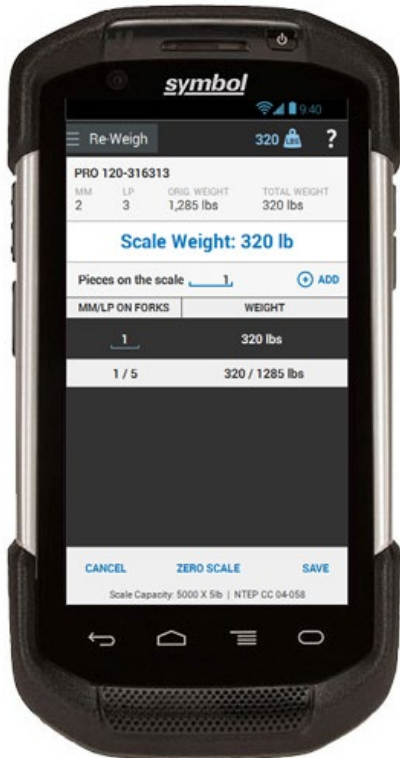 symbol
9:40
Re-Weigh 320 LBS ?
PRO 120-316313
MM LP ORIG. WEIGHT TOTAL WEIGHT
2 3 1,285 lbs 320 lbs
Scale Weight: 320 lb
Pieces on the scale 1 + ADD
MM/LP ON FORKS WEIGHT
1 320 lbs
1 / 5 320 / 1285 lbs
CANCEL ZERO SCALE SAVE
Scale Capacity: 5000 X 5lb | NTEP CC 04-058